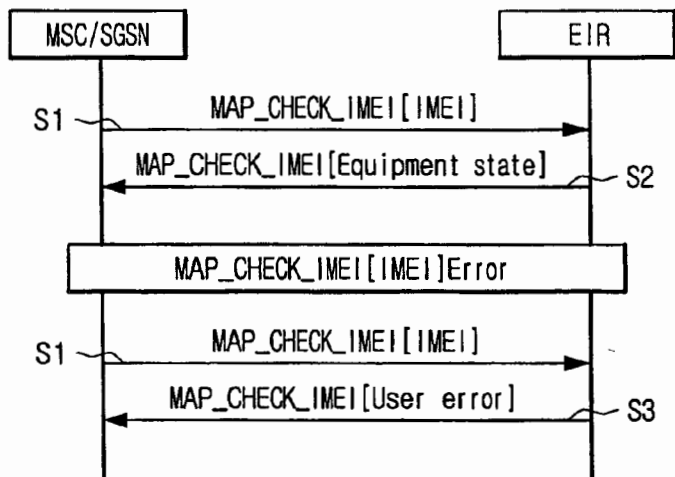 MSC/SGSN
EIR
S1
MAP_CHECK_IMEI[IMEI]
MAP_CHECK_IMEI[Equipment state]
S2
MAP_CHECK_IMEI[IMEI]Error
S1
MAP_CHECK_IMEI[IMEI]
MAP_CHECK_IMEI[User error]
S3